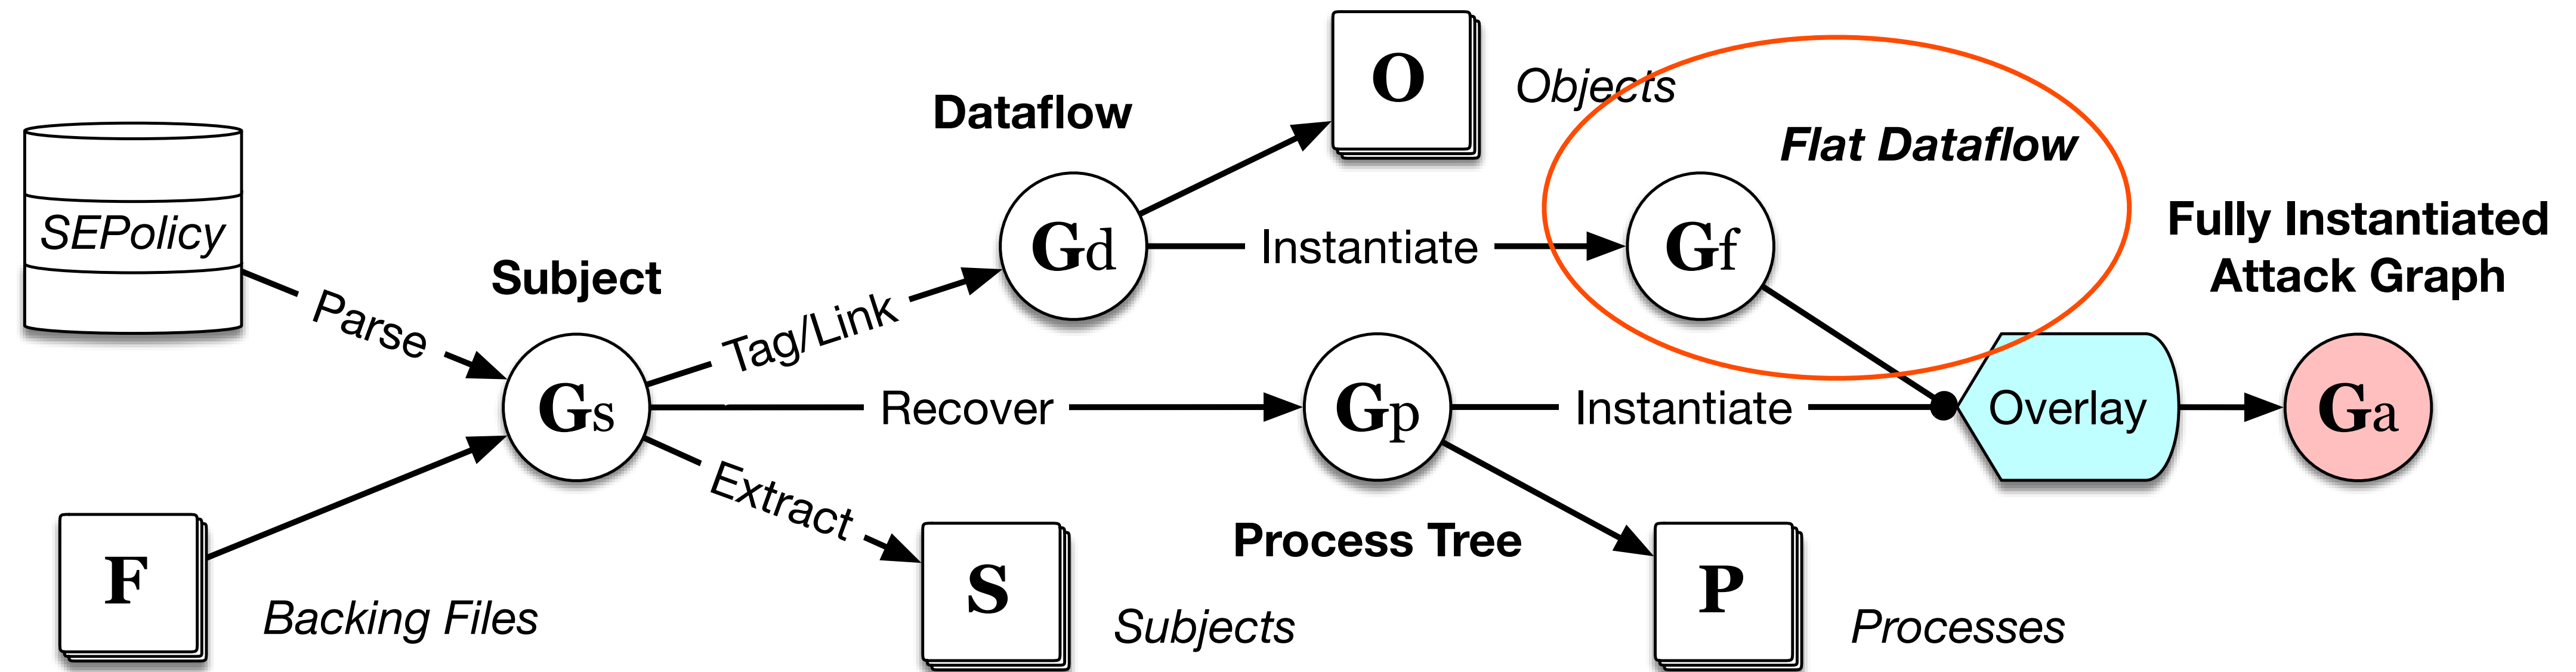 O
Objects
Dataflow
Flat Dataflow
SEPolicy
Gd
Instantiate
Gf
Fully Instantiated
Attack Graph
Subject
Parse
Tag/Link
Gs
Recover
Gp
Instantiate
Overlay
Ga
Extract
Process Tree
F
Backing Files
S
Subjects
P
Processes